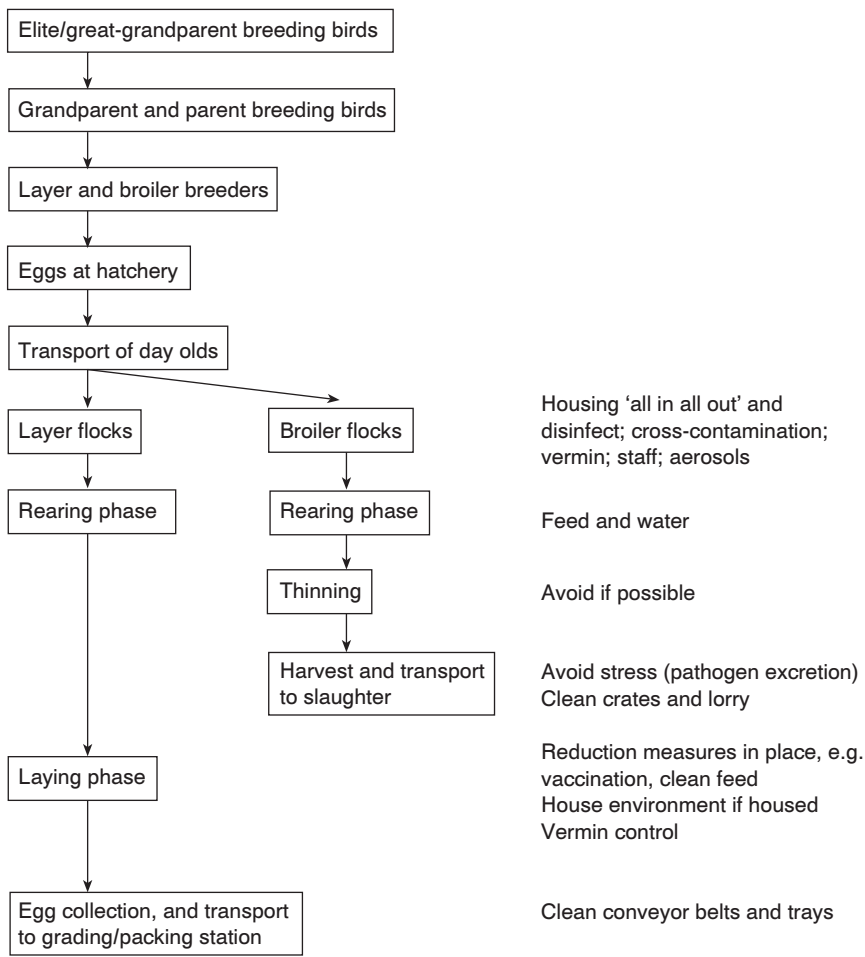 Elite/great-grandparent breeding birds
Grandparent and parent breeding birds
Layer and broiler breeders
Eggs at hatchery
Transport of day olds
Layer flocks
Broiler flocks
Housing ‘all in all out’ and
disinfect; cross-contamination;
vermin; staff; aerosols
Rearing phase
Rearing phase
Feed and water
Thinning
Avoid if possible
Harvest and transport
to slaughter
Avoid stress (pathogen excretion)
Clean crates and lorry
Laying phase
Reduction measures in place, e.g.
vaccination, clean feed
House environment if housed
Vermin control
Egg collection, and transport
to grading/packing station
Clean conveyor belts and trays